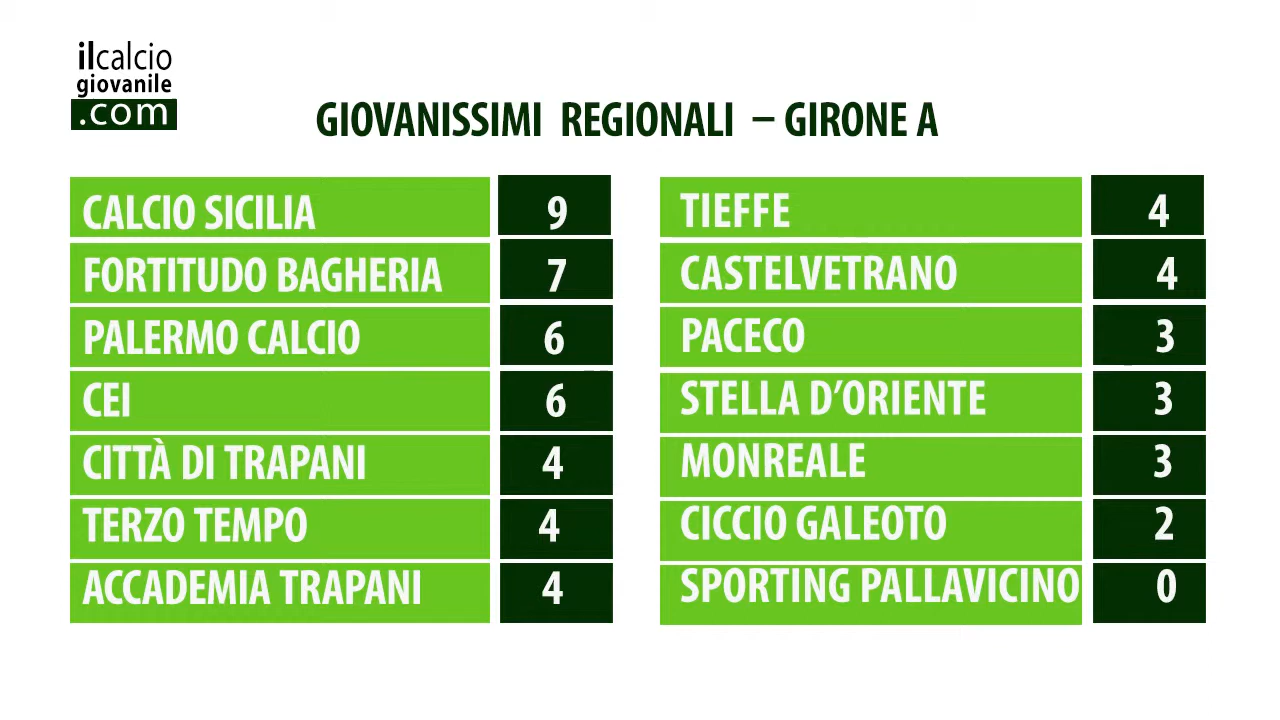 ilcalcio
giovanile
.com
GIOVANISSIMI REGIONALI – GIRONE A
CALCIO SICILIA 9
FORTITUDO BAGHERIA 7
PALERMO CALCIO 6
CEI 6
CITTÀ DI TRAPANI 4
TERZO TEMPO 4
ACCADEMIA TRAPANI 4
TIEFFE 4
CASTELVETRANO 4
PACECO 3
STELLA D’ORIENTE 3
MONREALE 3
CICCIO GALEOTO 2
SPORTING PALLAVICINO 0